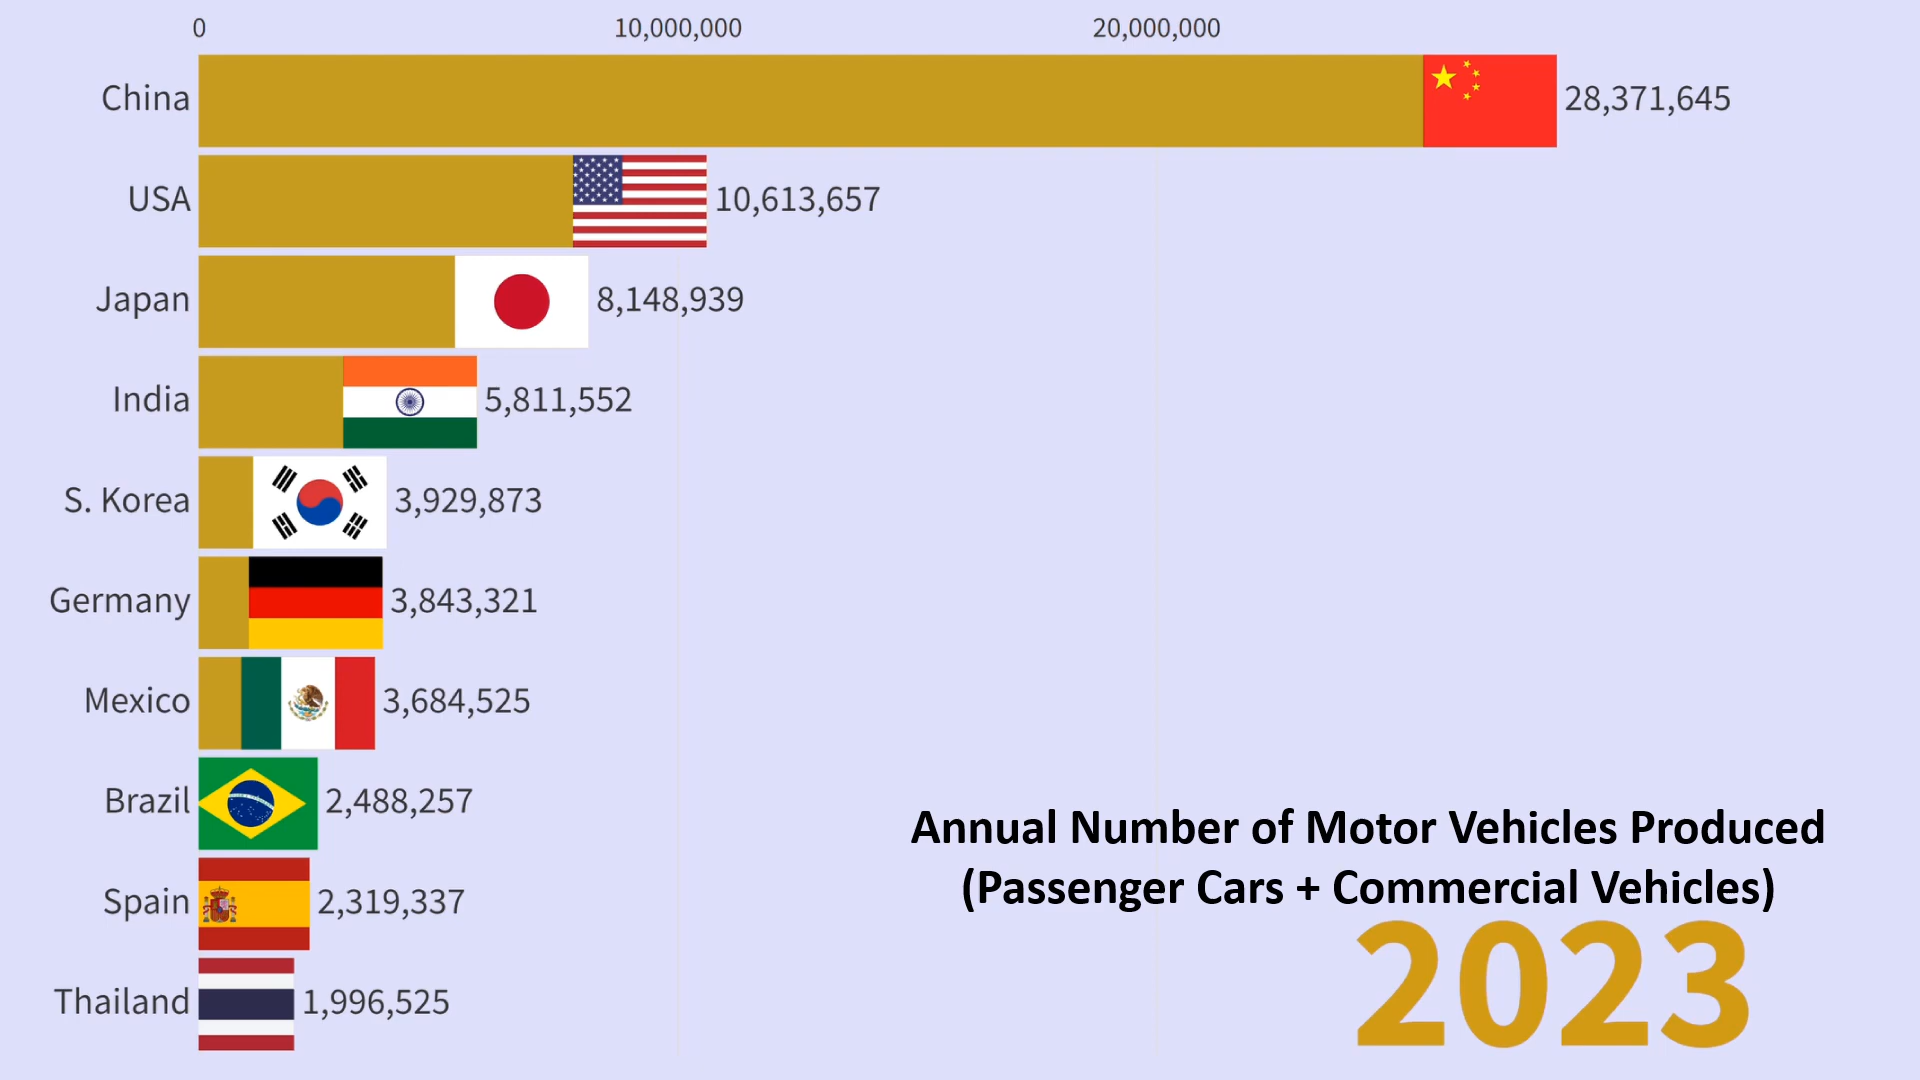 0 10,000,000 20,000,000
China 28,371,645
USA 10,613,657
Japan 8,148,939
India 5,811,552
S. Korea 3,929,873
Germany 3,843,321
Mexico 3,684,525
Brazil 2,488,257
Spain 2,319,337
Thailand 1,996,525
Annual Number of Motor Vehicles Produced
(Passenger Cars + Commercial Vehicles)
2023